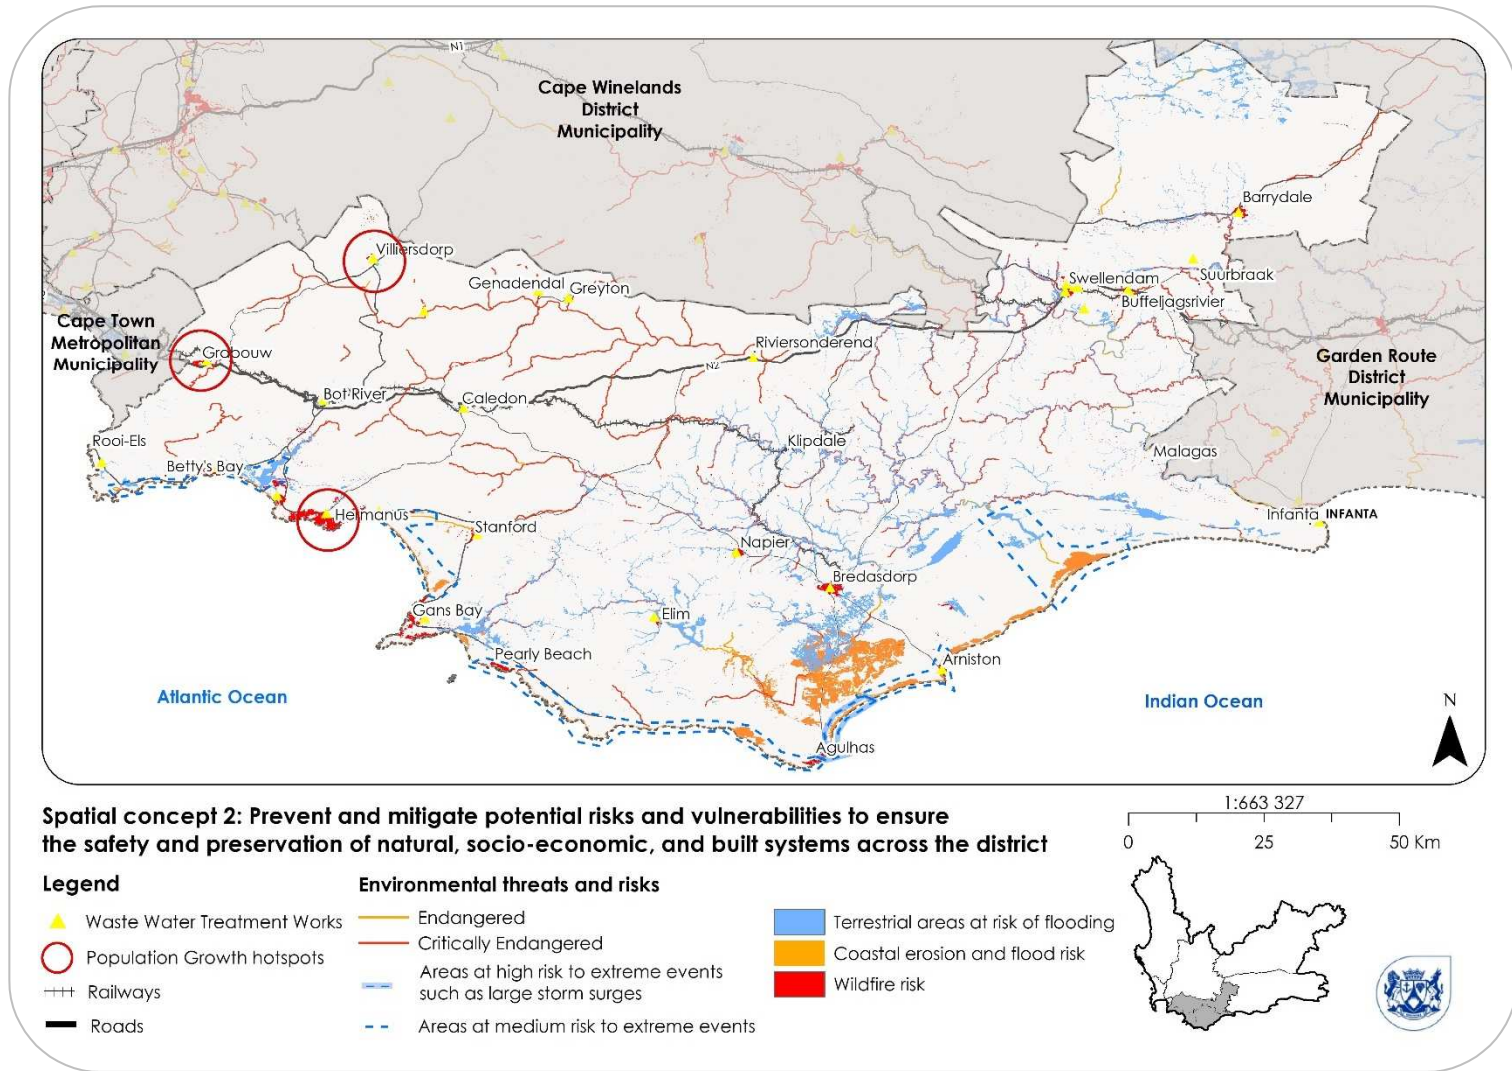 N1
Cape Winelands
District
Municipality
Barrydale
Villiersdorp
Genadendal
Greyton
Swellendam
Suurbraak
Buffeljagsrivier
Cape Town
Metropolitan
Municipality
Grabouw
Riviersonderend
N2
Garden Route
District
Municipality
Bot River
Caledon
Rooi-Els
Klipdale
Malagas
Betty's Bay
Hermanus
Stanford
Infanta
INFANTA
Napier
Bredasdorp
Gans Bay
Elim
Pearly Beach
Arniston
Atlantic Ocean
Indian Ocean
N
Agulhas
Spatial concept 2: Prevent and mitigate potential risks and vulnerabilities to ensure
the safety and preservation of natural, socio-economic, and built systems across the district
1:663 327
0 25 50 Km
Legend
Waste Water Treatment Works
Population Growth hotspots
Railways
Roads
Environmental threats and risks
Endangered
Critically Endangered
Areas at high risk to extreme events
such as large storm surges
Areas at medium risk to extreme events
Terrestrial areas at risk of flooding
Coastal erosion and flood risk
Wildfire risk